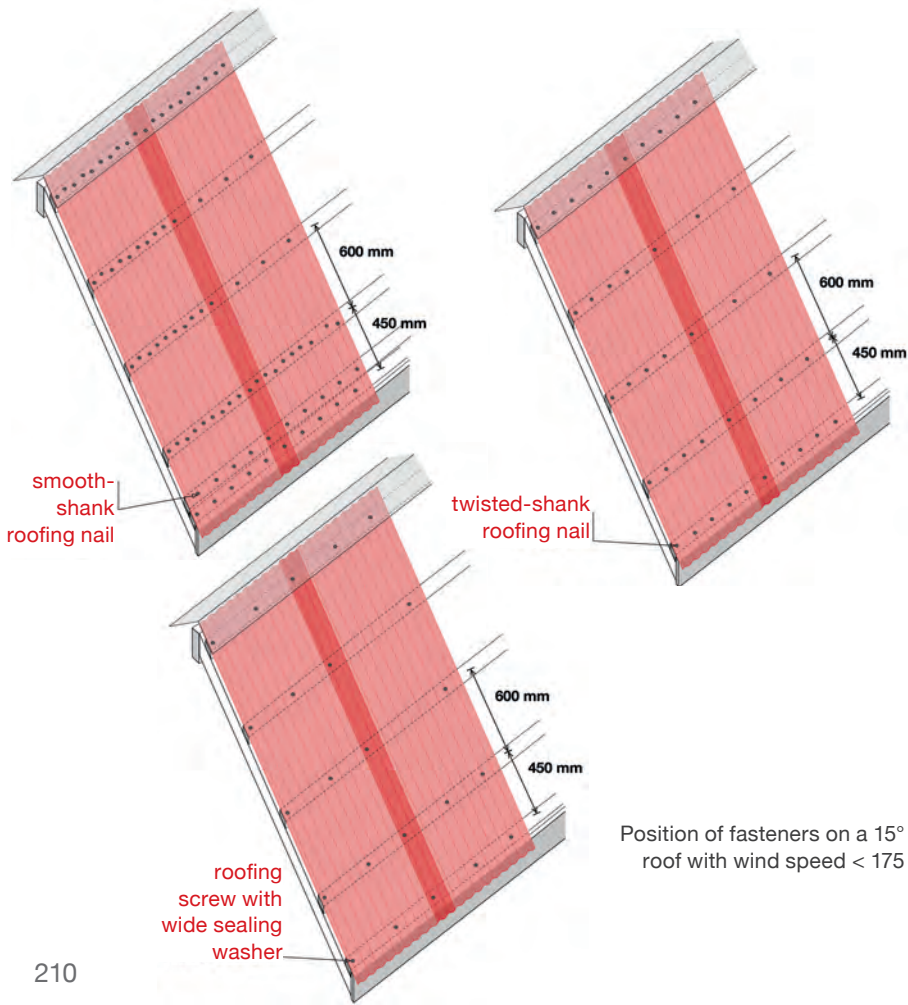 600 mm
450 mm
smooth-
shank
roofing nail
600 mm
450 mm
twisted-shank
roofing nail
600 mm
450 mm
roofing
screw with
wide sealing
washer
Position of fasteners on a 15°
roof with wind speed < 175
210